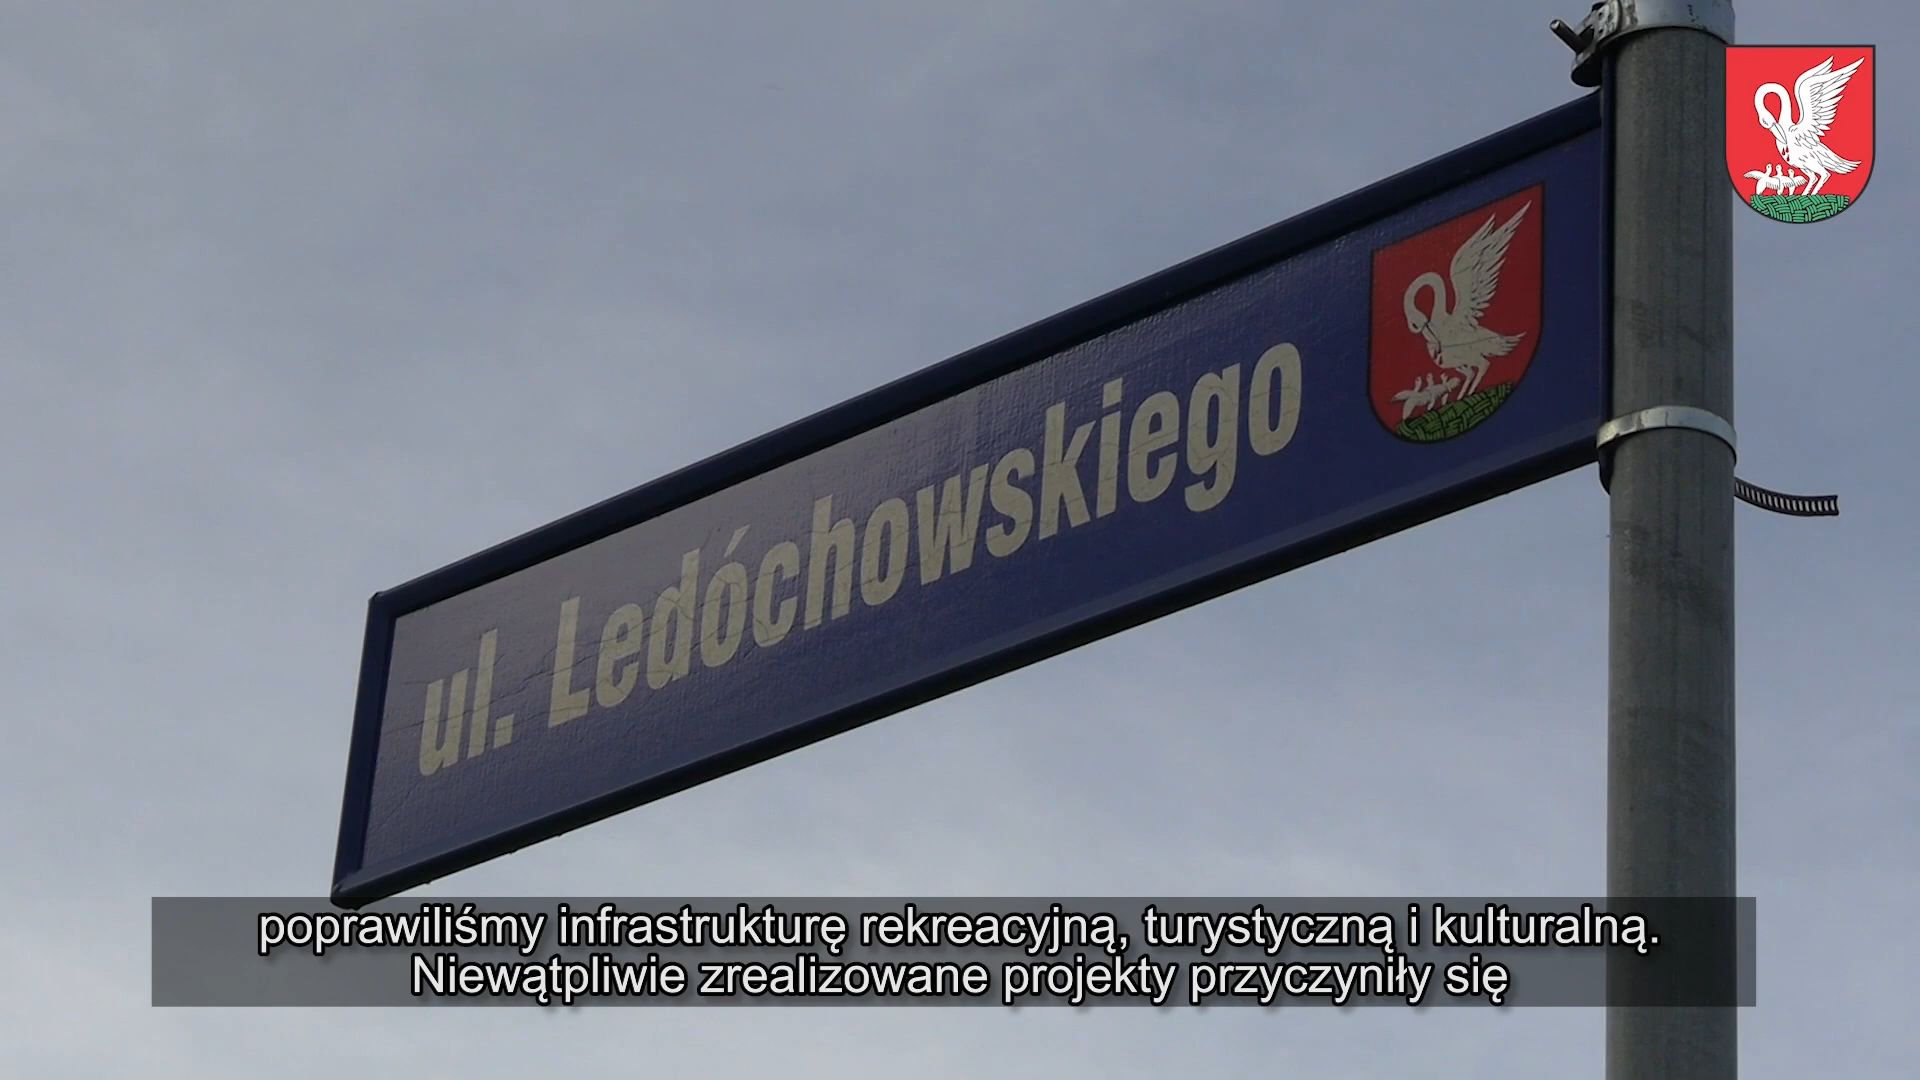 ul. Ledóchowskiego
poprawiliśmy infrastrukturę rekreacyjną, turystyczną i kulturalną.
Niewątpliwie zrealizowane projekty przyczyniły się